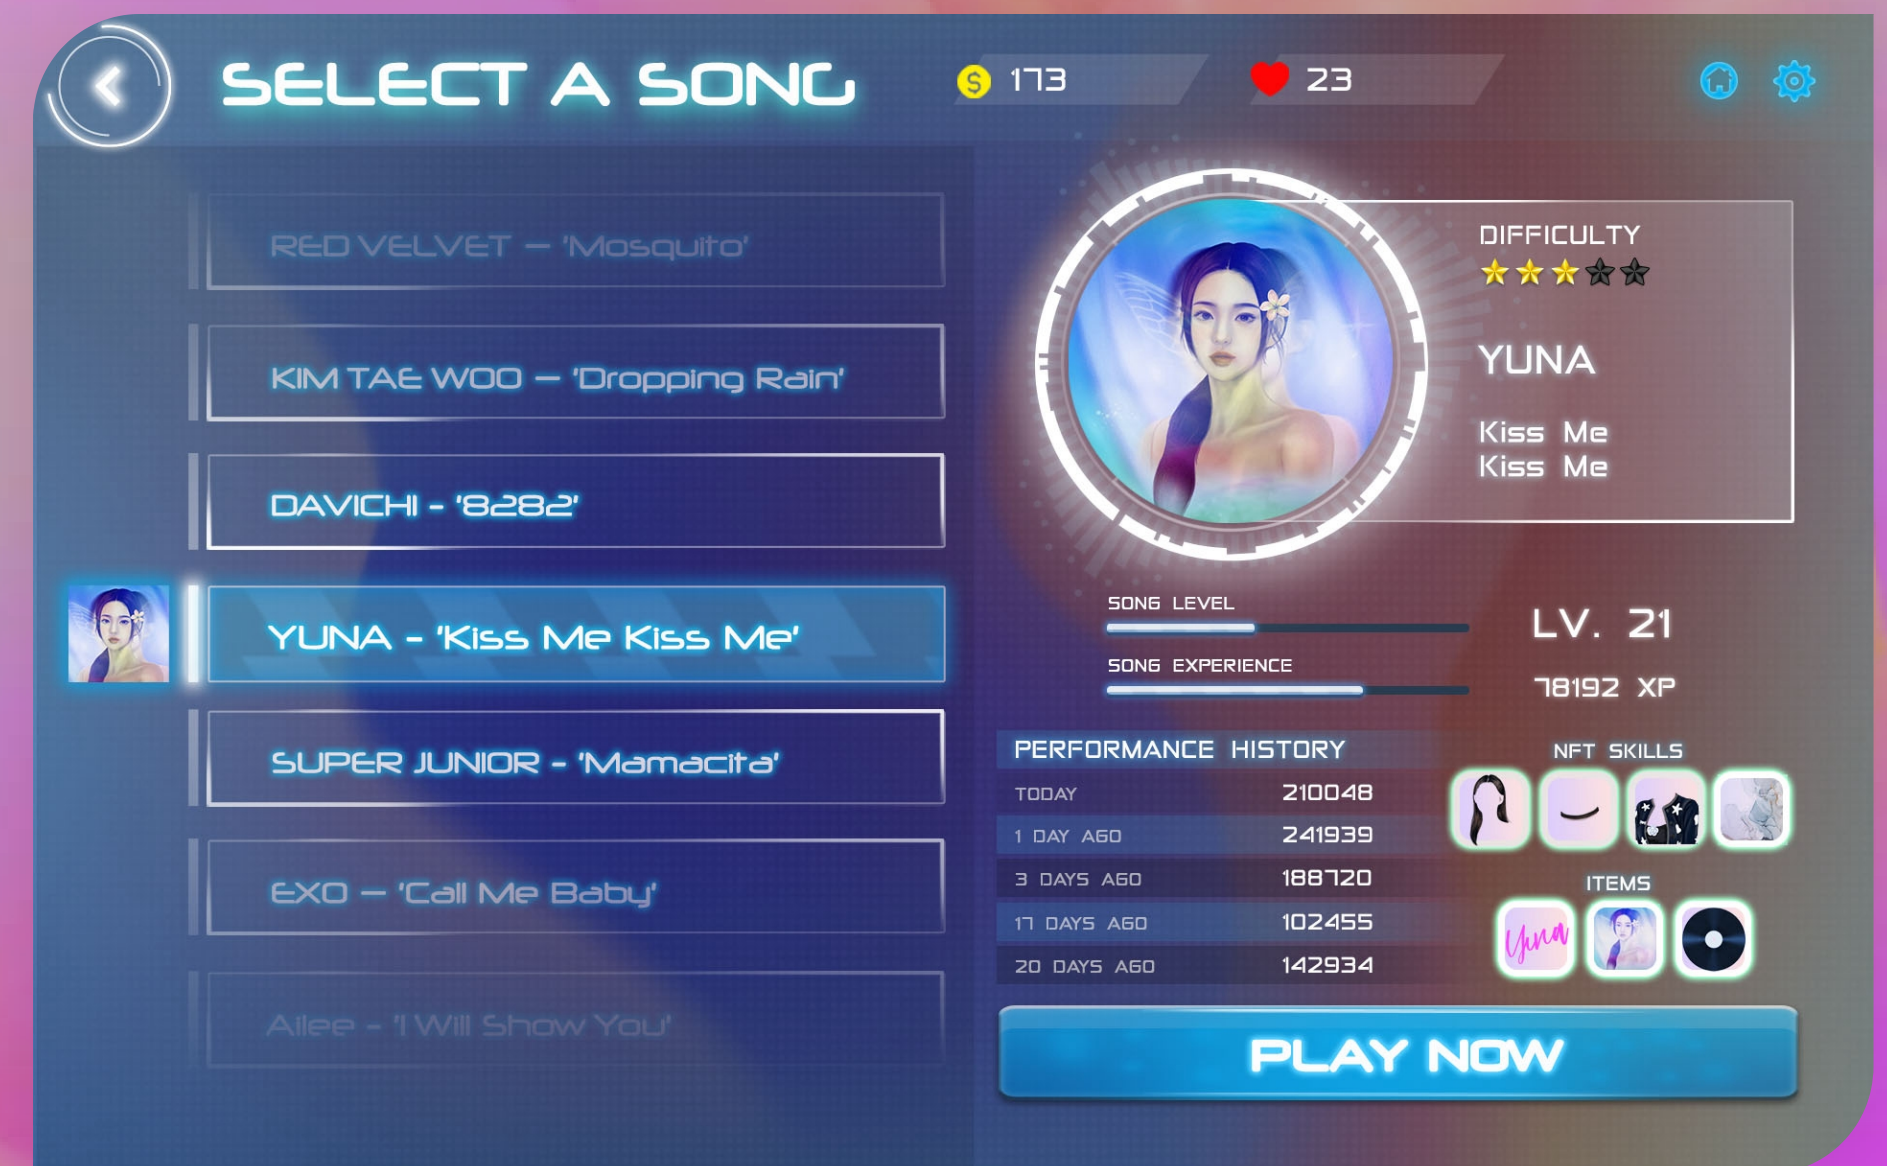 SELECT A SONG
$ 173
23
RED VELVET – 'Mosquito'
KIM TAE WOO – 'Dropping Rain'
DAVICHI - '8282'
YUNA - 'Kiss Me Kiss Me'
SUPER JUNIOR - 'Mamacita'
EXO – 'Call Me Baby'
Ailee - 'I Will Show You'
DIFFICULTY
YUNA
Kiss Me
Kiss Me
SONG LEVEL
LV. 21
SONG EXPERIENCE
78192 XP
PERFORMANCE HISTORY
TODAY 210048
1 DAY AGO 241939
3 DAYS AGO 188720
17 DAYS AGO 102455
20 DAYS AGO 142934
NFT SKILLS
ITEMS
Yuna
PLAY NOW